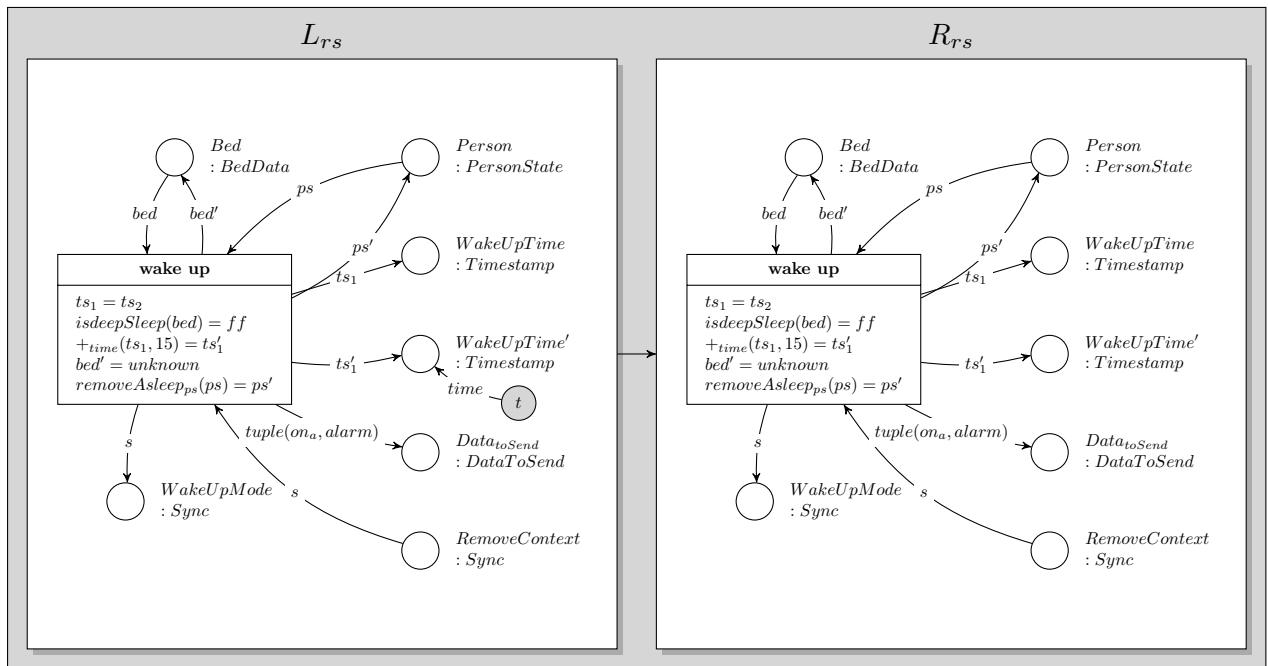 L_rs
R_rs
Bed
: BedData
Person
: PersonState
ps
bed
bed′
WakeUpTime
: Timestamp
ps′
ts_1
wake up
ts_1 = ts_2
isdeepSleep(bed) = ff
+_time(ts_1, 15) = ts′_1
bed′ = unknown
removeAsleep_ps(ps) = ps′
WakeUpTime′
: Timestamp
ts′_1
time
t
s
tuple(on_a, alarm)
Data_toSend
: DataToSend
WakeUpMode
: Sync
s
RemoveContext
: Sync
Bed
: BedData
Person
: PersonState
ps
bed
bed′
WakeUpTime
: Timestamp
ps′
ts_1
wake up
ts_1 = ts_2
isdeepSleep(bed) = ff
+_time(ts_1, 15) = ts′_1
bed′ = unknown
removeAsleep_ps(ps) = ps′
WakeUpTime′
: Timestamp
ts′_1
s
tuple(on_a, alarm)
Data_toSend
: DataToSend
WakeUpMode
: Sync
s
RemoveContext
: Sync